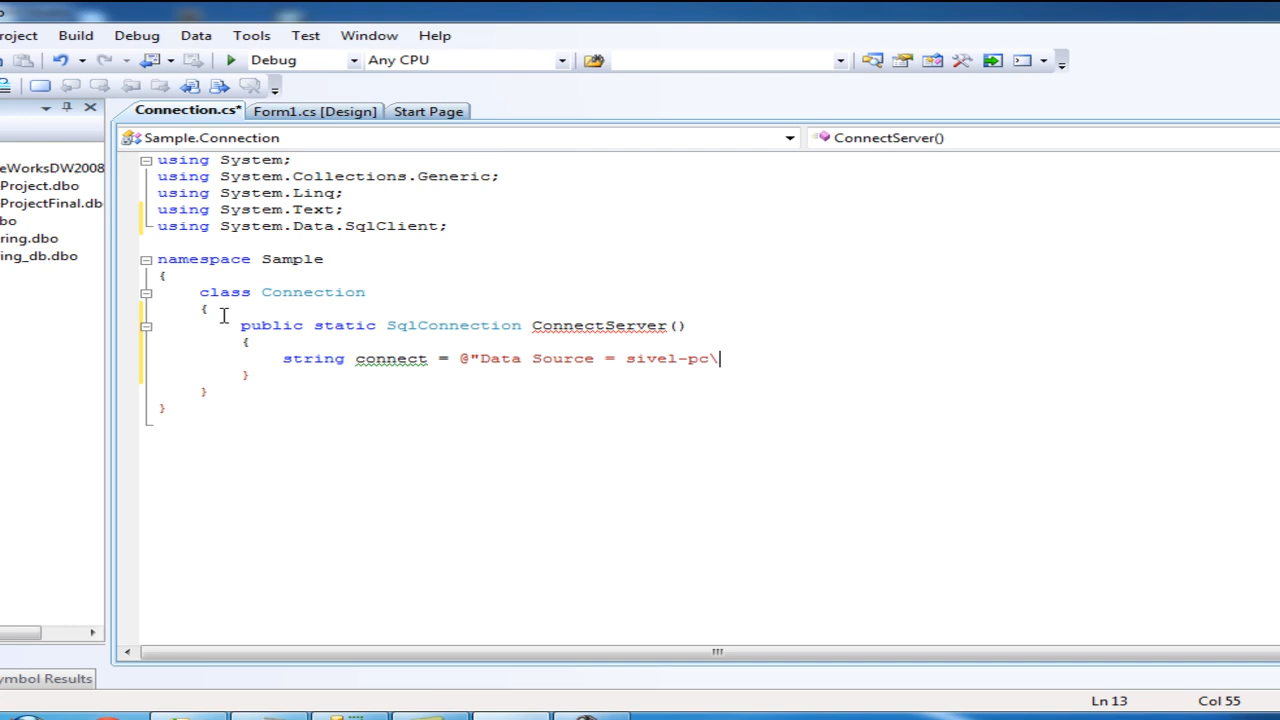 roject Build Debug Data Tools Test Window Help
Debug Any CPU
Connection.cs* Form1.cs [Design] Start Page
Sample.Connection ConnectServer()
using System;
using System.Collections.Generic;
using System.Linq;
using System.Text;
using System.Data.SqlClient;
namespace Sample
{
class Connection
{
public static SqlConnection ConnectServer()
{
string connect = @"Data Source = sivel-pc\
}
}
}
eWorksDW2008
Project.dbo
ProjectFinal.db
bo
ring.dbo
ing_db.dbo
ymbol Results
Ln 13 Col 55